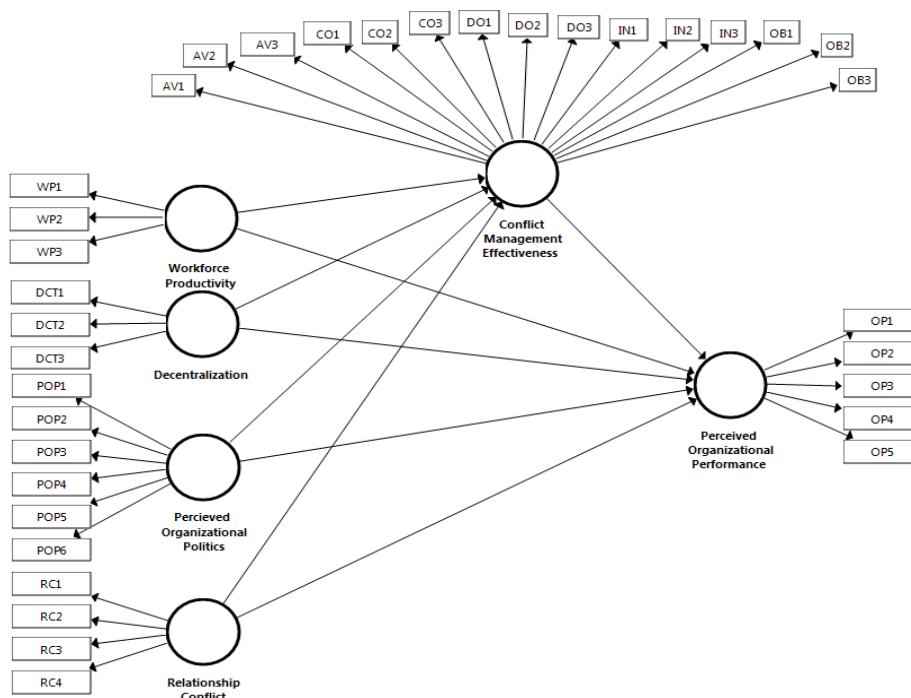 AV1
AV2
AV3
CO1
CO2
CO3
DO1
DO2
DO3
IN1
IN2
IN3
OB1
OB2
OB3
Conflict
Management
Effectiveness
WP1
WP2
WP3
Workforce
Productivity
DCT1
DCT2
DCT3
Decentralization
POP1
POP2
POP3
POP4
POP5
POP6
Percieved
Organizational
Politics
RC1
RC2
RC3
RC4
Relationship
Conflict
OP1
OP2
OP3
OP4
OP5
Perceived
Organizational
Performance